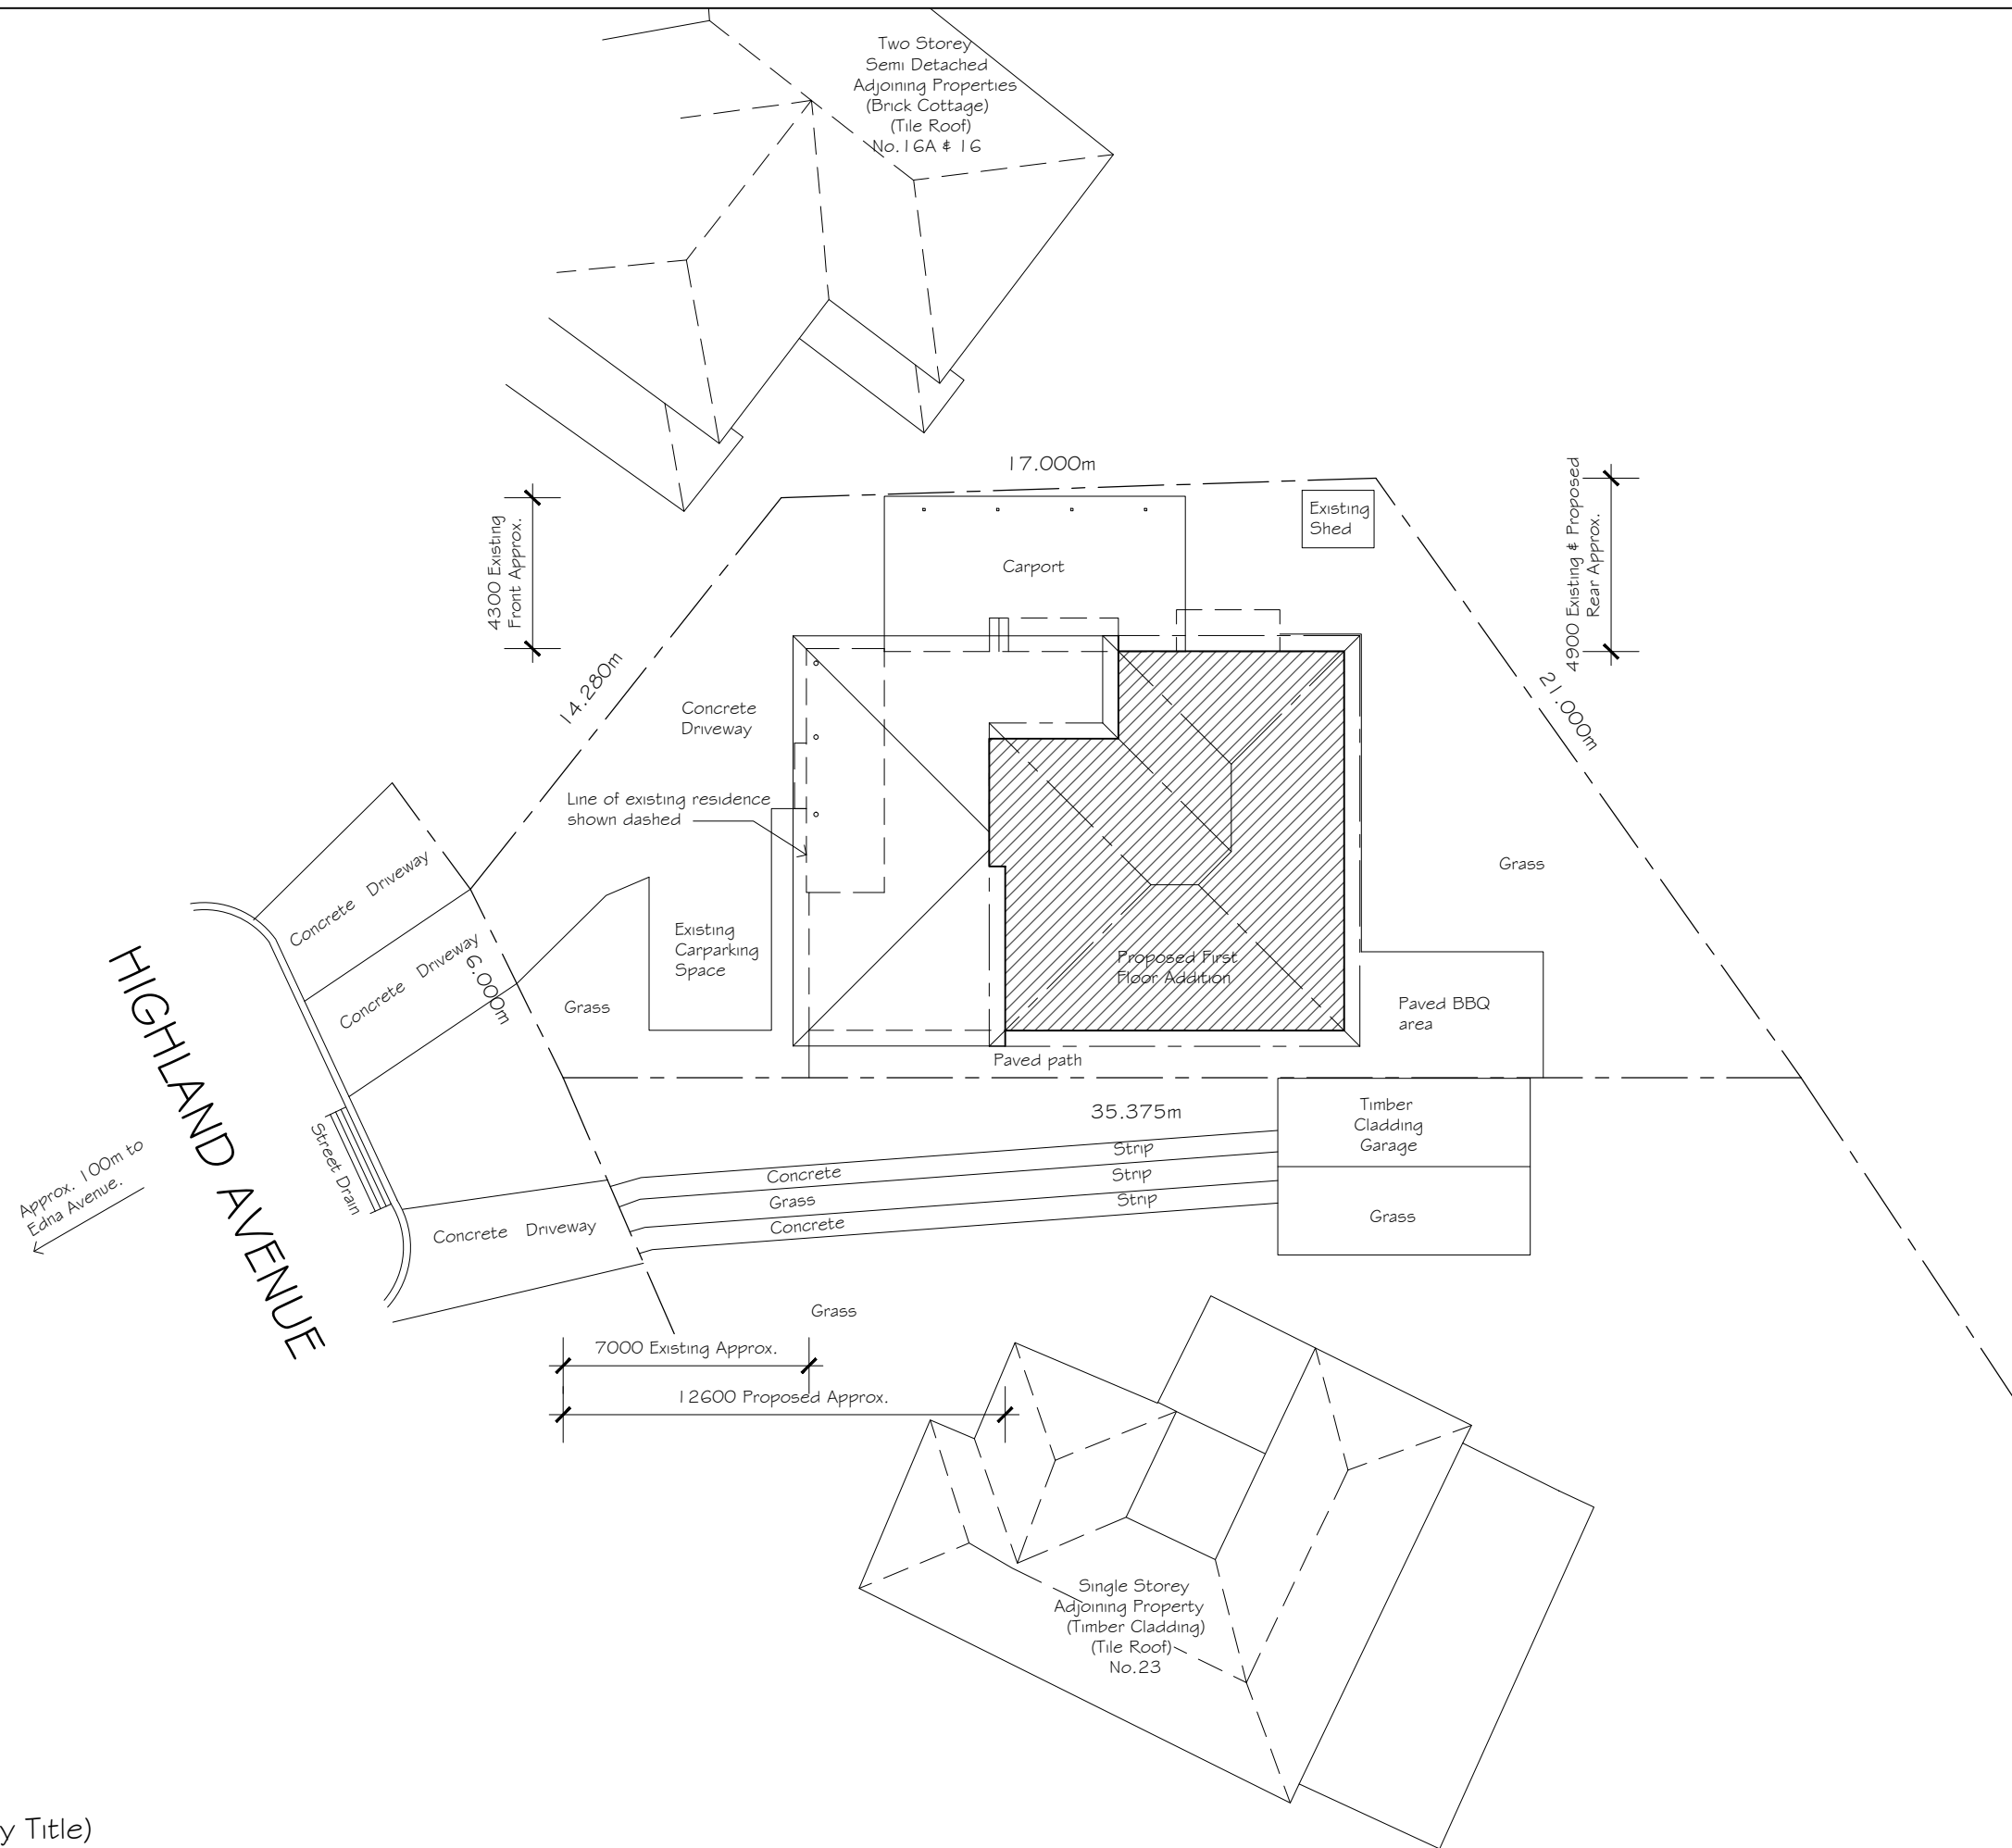 Two Storey
Semi Detached
Adjoining Properties
(Brick Cottage)
(Tile Roof)
No.16A & 16
17.000m
4300 Existing
Front Approx.
4900 Existing & Proposed
Rear Approx.
Existing
Shed
Carport
14.280m
21.000m
Concrete
Driveway
Line of existing residence
shown dashed
Grass
Concrete Driveway
Concrete Driveway
6.000m
Existing
Carparking
Space
Grass
Proposed First
Floor Addition
Paved BBQ
area
Paved path
HIGHLAND AVENUE
Street Drain
Approx. 100m to
Edna Avenue.
35.375m
Timber
Cladding
Garage
Concrete Strip
Grass Strip
Concrete Strip
Grass
Concrete Driveway
Grass
7000 Existing Approx.
12600 Proposed Approx.
Single Storey
Adjoining Property
(Timber Cladding)
(Tile Roof)
No.23
y Title)